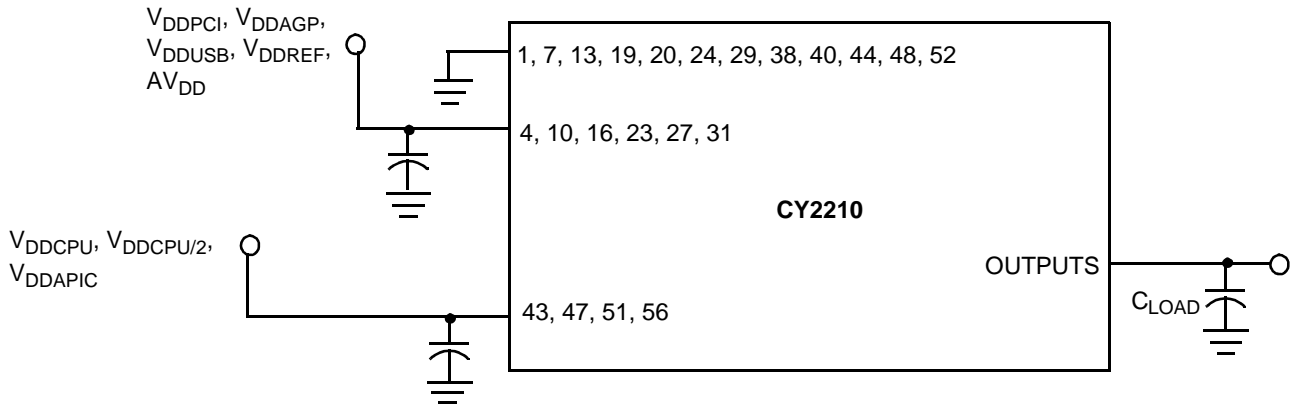 V_DDPCI, V_DDAGP,
V_DDUSB, V_DDREF,
AV_DD
1, 7, 13, 19, 20, 24, 29, 38, 40, 44, 48, 52
4, 10, 16, 23, 27, 31
CY2210
V_DDCPU, V_DDCPU/2,
V_DDAPIC
OUTPUTS
C_LOAD
43, 47, 51, 56